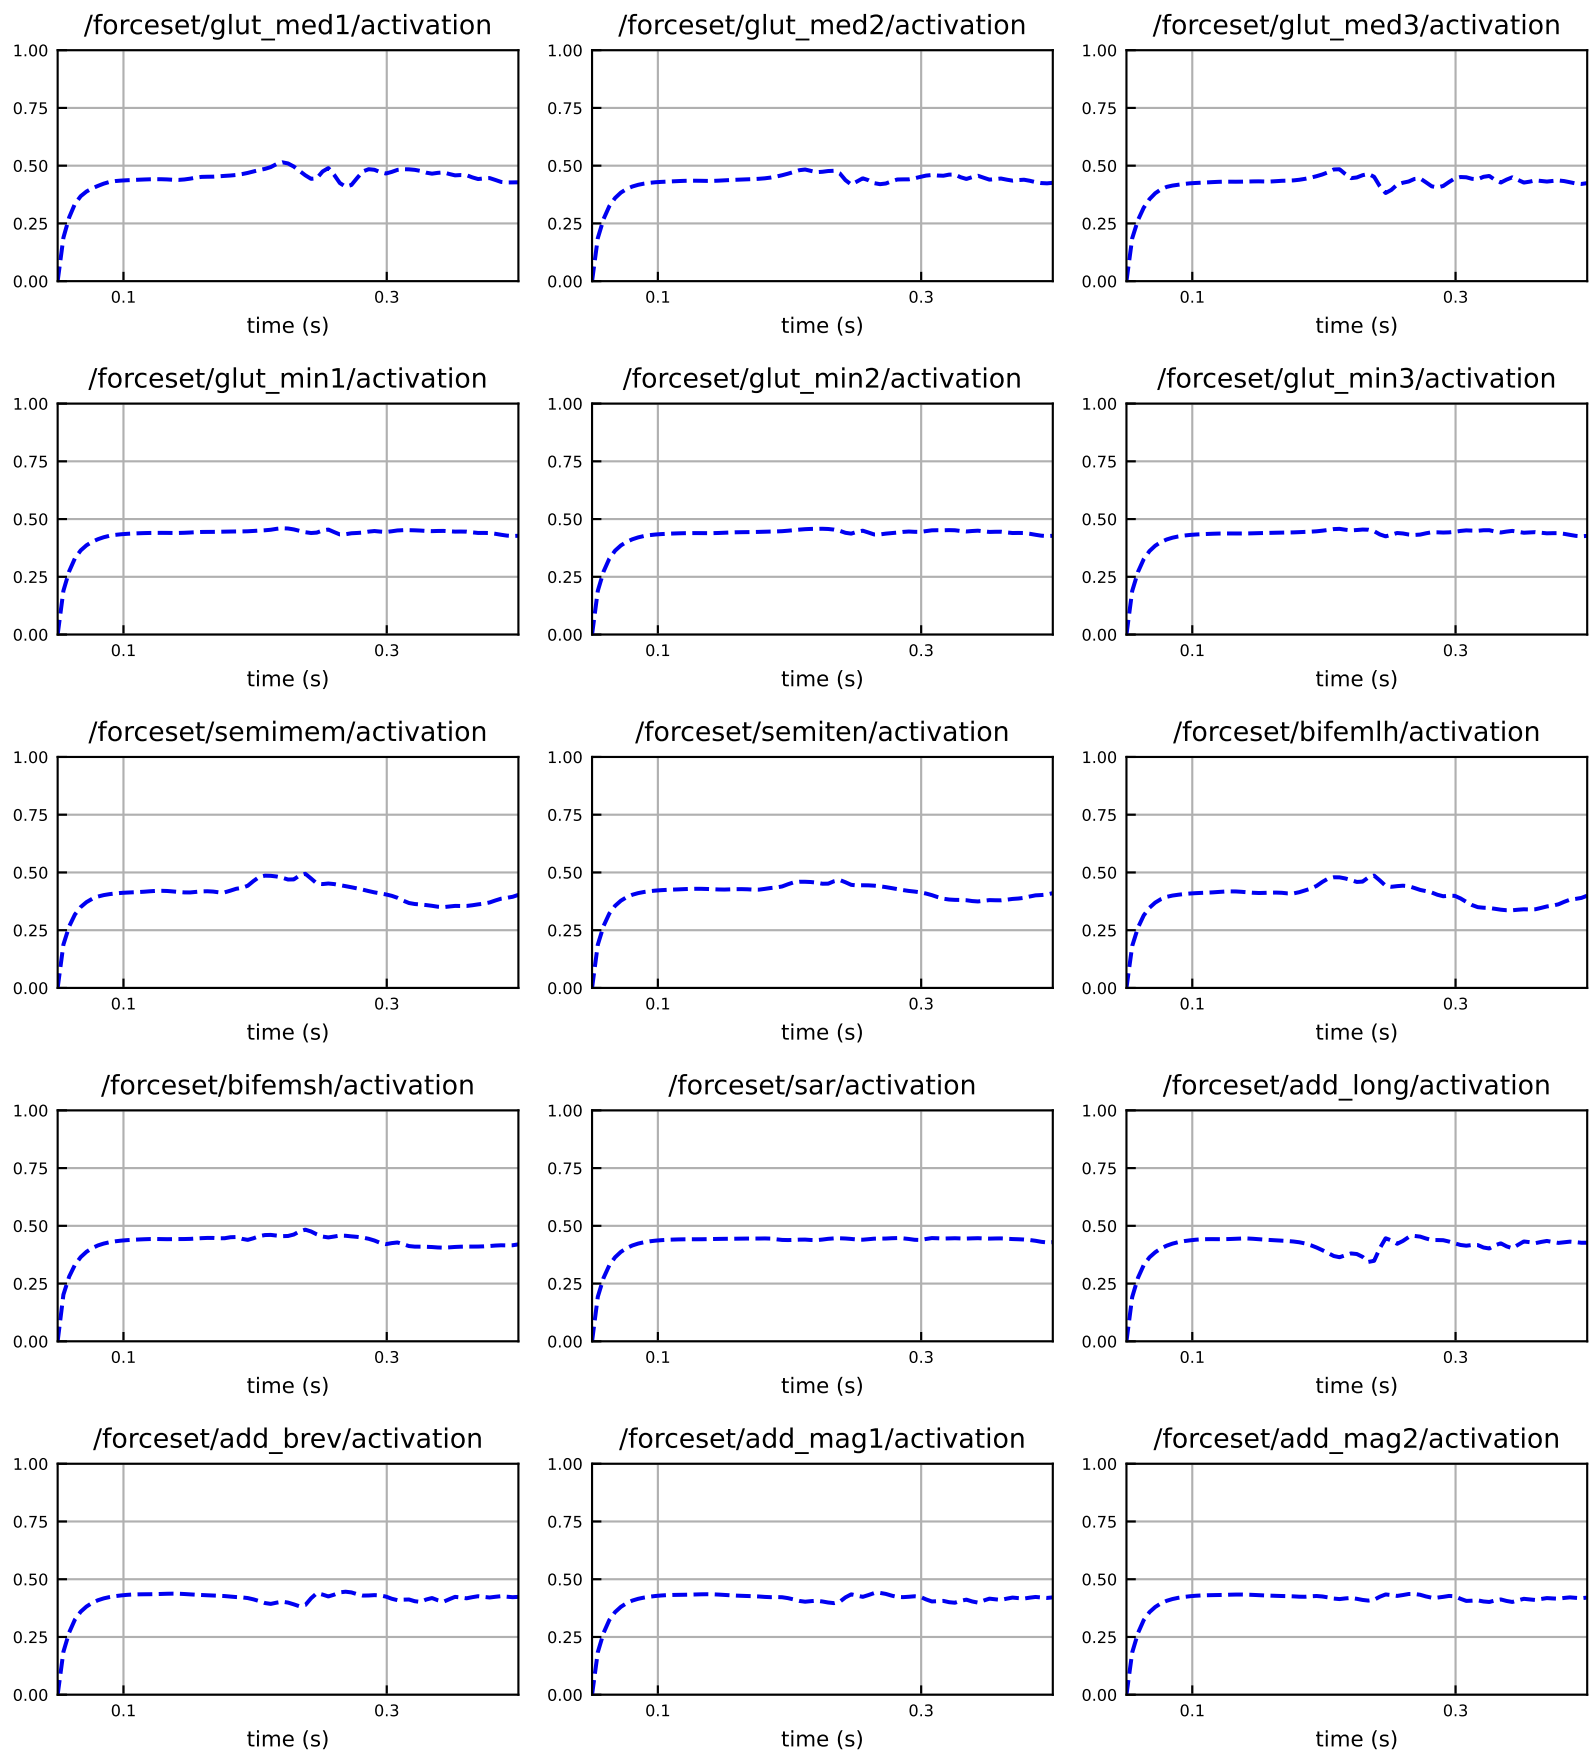 /forceset/glut_med1/activation /forceset/glut_med2/activation /forceset/glut_med3/activation
1.00 1.00 1.00
0.75 0.75 0.75
0.50 0.50 0.50
0.25 0.25 0.25
0.00 0.00 0.00
0.1 0.3 0.1 0.3 0.1 0.3
time (s) time (s) time (s)
/forceset/glut_min1/activation /forceset/glut_min2/activation /forceset/glut_min3/activation
1.00 1.00 1.00
0.75 0.75 0.75
0.50 0.50 0.50
0.25 0.25 0.25
0.00 0.00 0.00
0.1 0.3 0.1 0.3 0.1 0.3
time (s) time (s) time (s)
/forceset/semimem/activation /forceset/semiten/activation /forceset/bifemlh/activation
1.00 1.00 1.00
0.75 0.75 0.75
0.50 0.50 0.50
0.25 0.25 0.25
0.00 0.00 0.00
0.1 0.3 0.1 0.3 0.1 0.3
time (s) time (s) time (s)
/forceset/bifemsh/activation /forceset/sar/activation /forceset/add_long/activation
1.00 1.00 1.00
0.75 0.75 0.75
0.50 0.50 0.50
0.25 0.25 0.25
0.00 0.00 0.00
0.1 0.3 0.1 0.3 0.1 0.3
time (s) time (s) time (s)
/forceset/add_brev/activation /forceset/add_mag1/activation /forceset/add_mag2/activation
1.00 1.00 1.00
0.75 0.75 0.75
0.50 0.50 0.50
0.25 0.25 0.25
0.00 0.00 0.00
0.1 0.3 0.1 0.3 0.1 0.3
time (s) time (s) time (s)